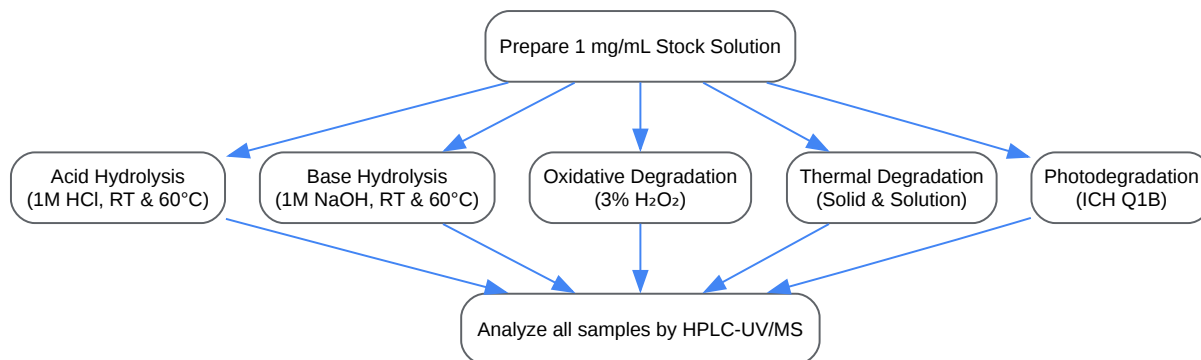 Prepare 1 mg/mL Stock Solution
Acid Hydrolysis
(1M HCl, RT & 60°C)
Base Hydrolysis
(1M NaOH, RT & 60°C)
Oxidative Degradation
(3% H₂O₂)
Thermal Degradation
(Solid & Solution)
Photodegradation
(ICH Q1B)
Analyze all samples by HPLC-UV/MS